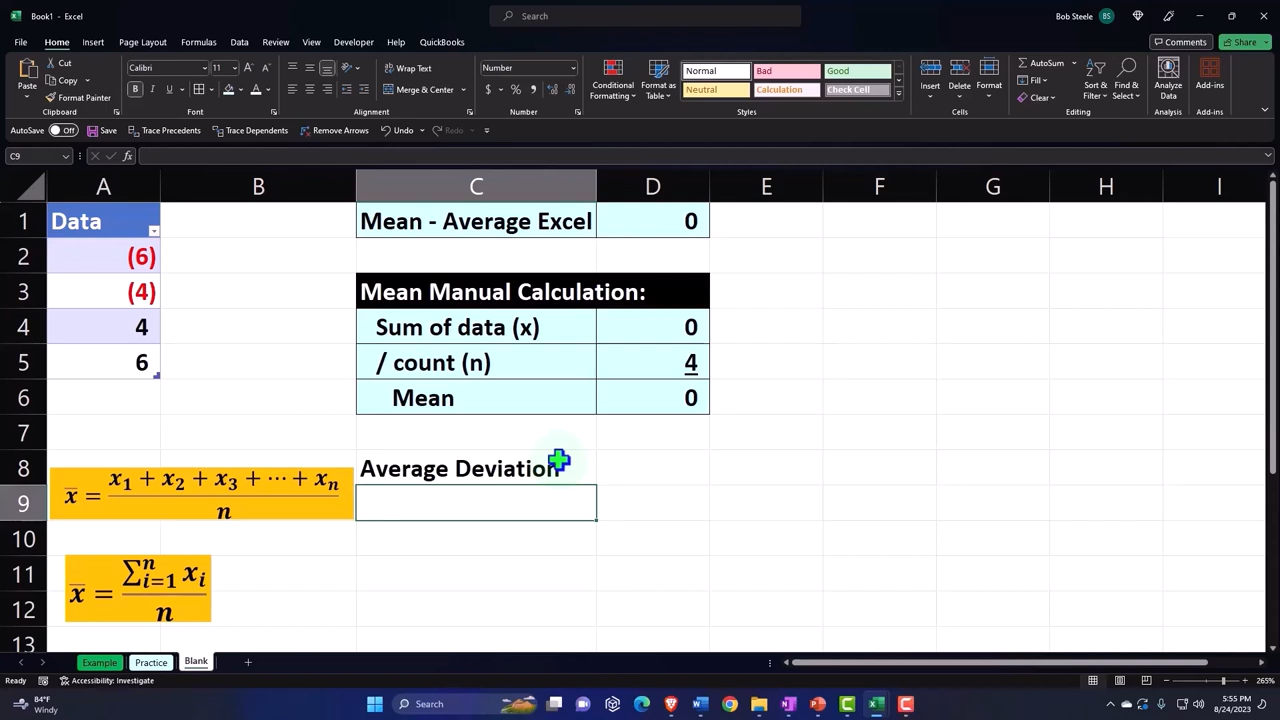 Book1 - Excel
Search
Bob Steele BS
File Home Insert Page Layout Formulas Data Review View Developer Help QuickBooks
Comments Share
Paste Cut Copy Format Painter Clipboard
Calibri 11 B I U Font
Wrap Text Merge & Center Alignment
Number $ % Number
Conditional Formatting Format as Table Normal Bad Good Neutral Calculation Check Cell Styles
Insert Delete Format Cells
AutoSum Fill Clear Sort & Filter Find & Select Editing
Analyze Data Analysis
Add-ins Add-ins
AutoSave Off Save Trace Precedents Trace Dependents Remove Arrows Undo Redo
C9 fx
A B C D E F G H I
1 Data Mean - Average Excel 0
2 (6)
3 (4) Mean Manual Calculation:
4 4 Sum of data (x) 0
5 6 / count (n) 4
6 Mean 0
7
8 Average Deviation
x̄ = x₁ + x₂ + x₃ + ⋯ + xₙ / n
9
10
11
x̄ = ∑ⁿᵢ₌₁ xᵢ / n
12
13
Example Practice Blank
Ready Accessibility: Investigate 265%
84°F
Windy
Search
5:55 PM
8/24/2023